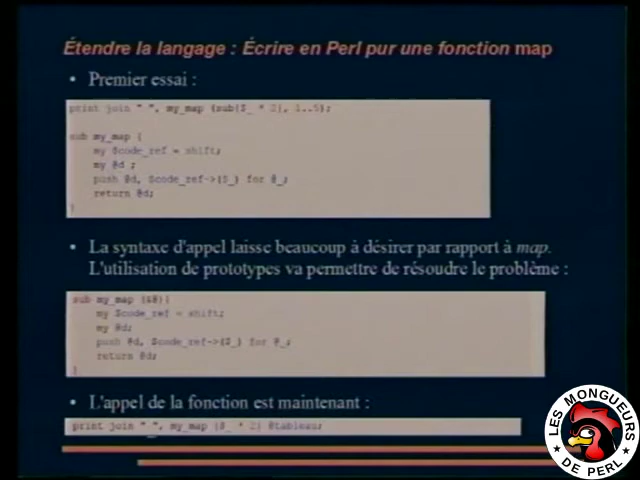 Étendre la langage : Écrire en Perl pur une fonction map
• Premier essai :
print join " ", my_map (sub{$_ * 2}, 1..5);
sub my_map {
my $code_ref = shift;
my @d ;
push @d, $code_ref->($_) for @_;
return @d;
}
• La syntaxe d'appel laisse beaucoup à désirer par rapport à map.
L'utilisation de prototypes va permettre de résoudre le problème :
sub my_map (&@){
my $code_ref = shift;
my @d;
push @d, $code_ref->($_) for @_;
return @d;
}
• L'appel de la fonction est maintenant :
print join " ", my_map {$_ * 2} @tableau;
LES MONGUEURS
DE PERL